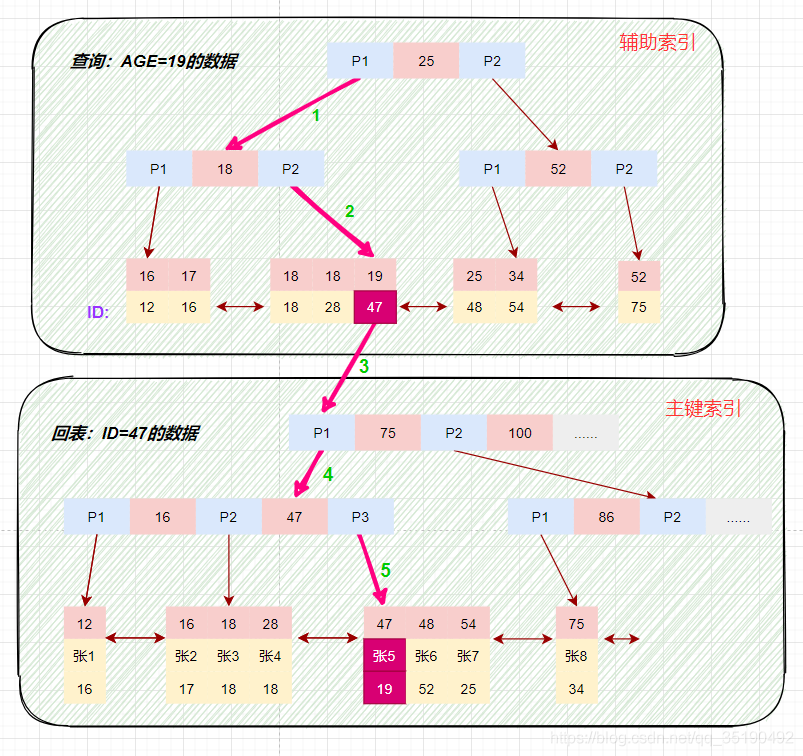 辅助索引
查询：AGE=19的数据
P1 25 P2
1
P1 18 P2
P1 52 P2
2
16 17
18 18 19
25 34
52
ID:
12 16
18 28 47
48 54
75
3
主键索引
回表：ID=47的数据
P1 75 P2 100 ......
4
P1 16 P2 47 P3
P1 86 P2 ......
5
12
16 18 28
47 48 54
75
张1
张2 张3 张4
张5 张6 张7
张8
16
17 18 18
19 52 25
34
https://blog.csdn.net/qq_35190492